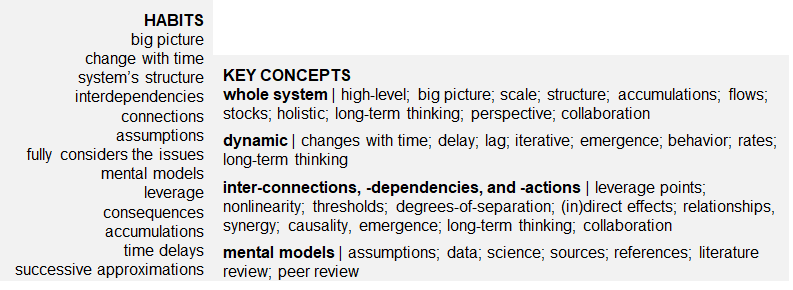 HABITS
big picture
change with time
system's structure
interdependencies
connections
assumptions
fully considers the issues
mental models
leverage
consequences
accumulations
time delays
successive approximations
KEY CONCEPTS
whole system | high-level; big picture; scale; structure; accumulations; flows;
stocks; holistic; long-term thinking; perspective; collaboration
dynamic | changes with time; delay; lag; iterative; emergence; behavior; rates;
long-term thinking
inter-connections, -dependencies, and -actions | leverage points;
nonlinearity; thresholds; degrees-of-separation; (in)direct effects; relationships,
synergy; causality, emergence; long-term thinking; collaboration
mental models | assumptions; data; science; sources; references; literature
review; peer review